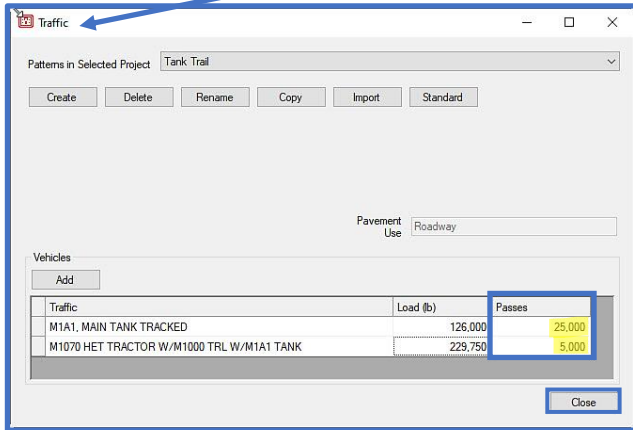 Traffic
Patterns in Selected Project Tank Trail
Create Delete Rename Copy Import Standard
Pavement Use Roadway
Vehicles
Add
Traffic Load (lb) Passes
M1A1, MAIN TANK TRACKED 126,000 25,000
M1070 HET TRACTOR W/M1000 TRL W/M1A1 TANK 229,750 5,000
Close